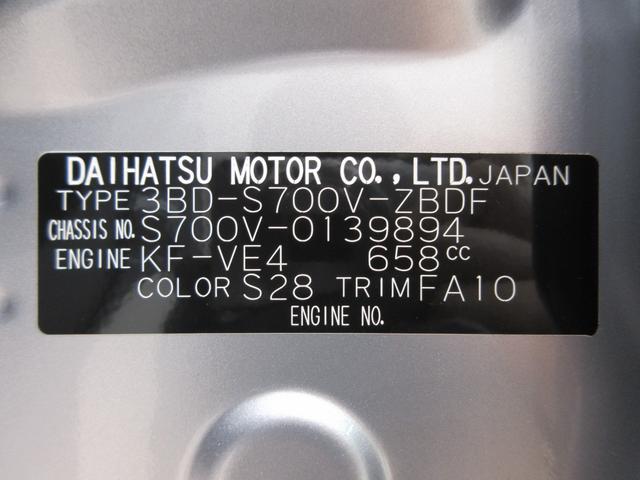 DAIHATSU MOTOR CO.,LTD. JAPAN
TYPE 3BD-S700V-ZBDF
CHASSIS NO. S700V-0139894
ENGINE KF-VE4 658cc
COLOR S28 TRIM FA10
ENGINE NO.